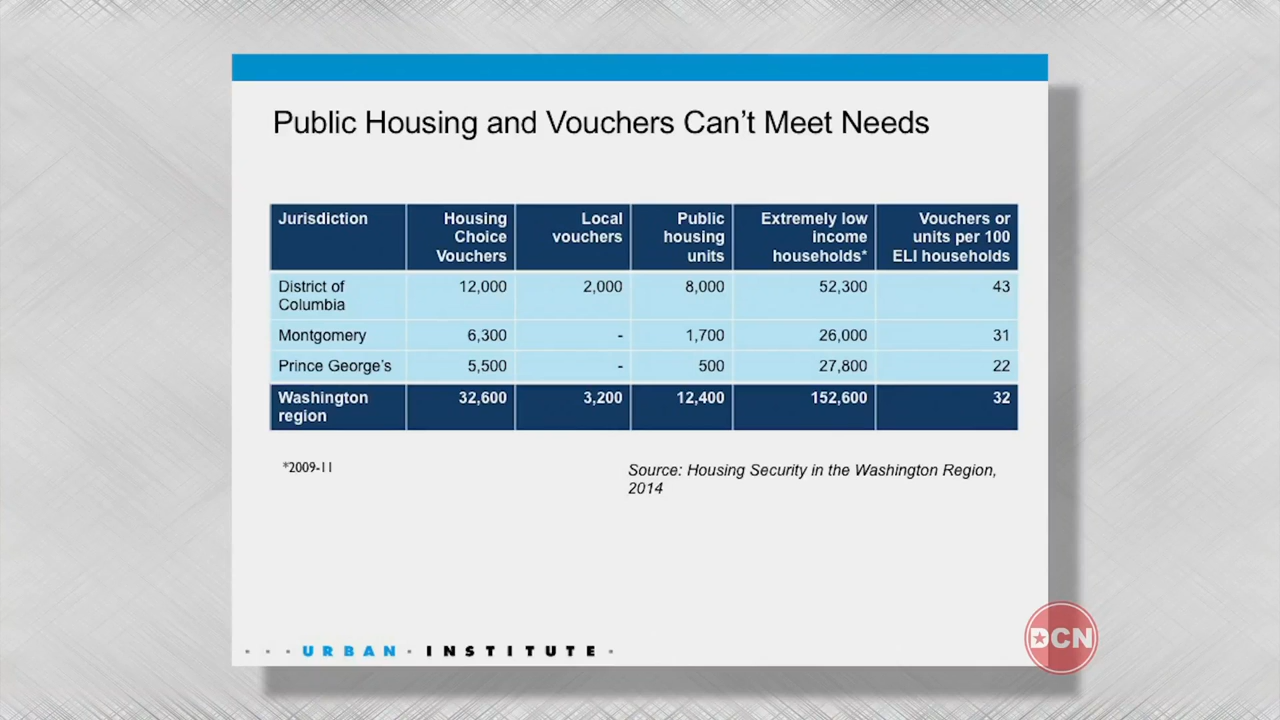 Public Housing and Vouchers Can't Meet Needs
Jurisdiction
Housing
Choice
Vouchers
Local
vouchers
Public
housing
units
Extremely low
income
households*
Vouchers or
units per 100
ELI households
District of
Columbia
12,000
2,000
8,000
52,300
43
Montgomery
6,300
-
1,700
26,000
31
Prince George's
5,500
-
500
27,800
22
Washington
region
32,600
3,200
12,400
152,600
32
*2009-11
Source: Housing Security in the Washington Region,
2014
URBAN · INSTITUTE
DCN